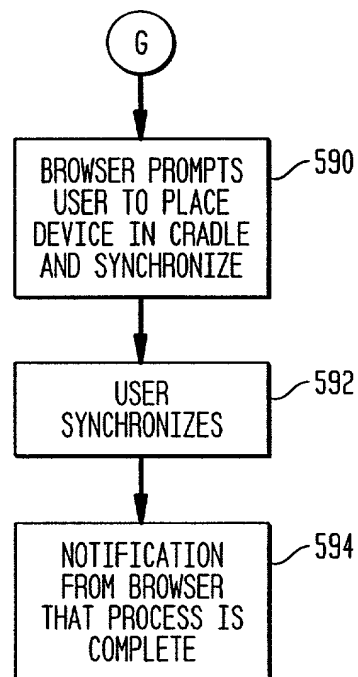 G
BROWSER PROMPTS
USER TO PLACE
DEVICE IN CRADLE
AND SYNCHRONIZE
590
USER
SYNCHRONIZES
592
NOTIFICATION
FROM BROWSER
THAT PROCESS IS
COMPLETE
594